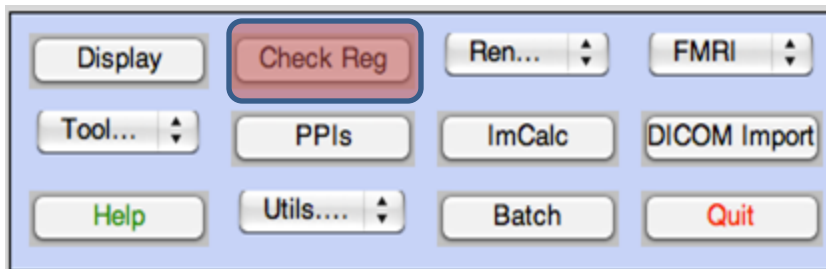 Display Check Reg Ren... FMRI
Tool... PPIs ImCalc DICOM Import
Help Utils.... Batch Quit